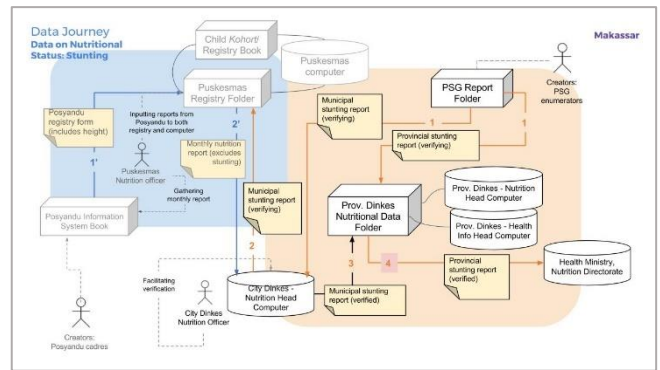 Data Journey
Data on Nutritional
Status: Stunting
Makassar
Child Kohort/
Registry Book
Puskesmas
computer
Puskesmas
Registry Folder
Posyandu
registry form
(includes height)
Inputting reports from
Posyandu to both
registry and computer
2'
Monthly nutrition
report (excludes
stunting)
1'
Puskesmas
Nutrition officer
Gathering
monthly report
Posyandu Information
System Book
Municipal
stunting report
(verifying)
2
Facilitating
verification
City Dinkes
Nutrition Officer
City Dinkes -
Nutrition Head
Computer
Creators:
Posyandu cadres
PSG Report
Folder
Creators:
PSG
enumerators
Municipal
stunting report
(verifying)
1
1
Provincial stunting
report (verifying)
Prov. Dinkes
Nutritional Data
Folder
Prov. Dinkes - Nutrition
Head Computer
Prov. Dinkes - Health
Info Head Computer
3
4
Municipal stunting
report (verified)
Provincial
stunting report
(verified)
Health Ministry,
Nutrition Directorate